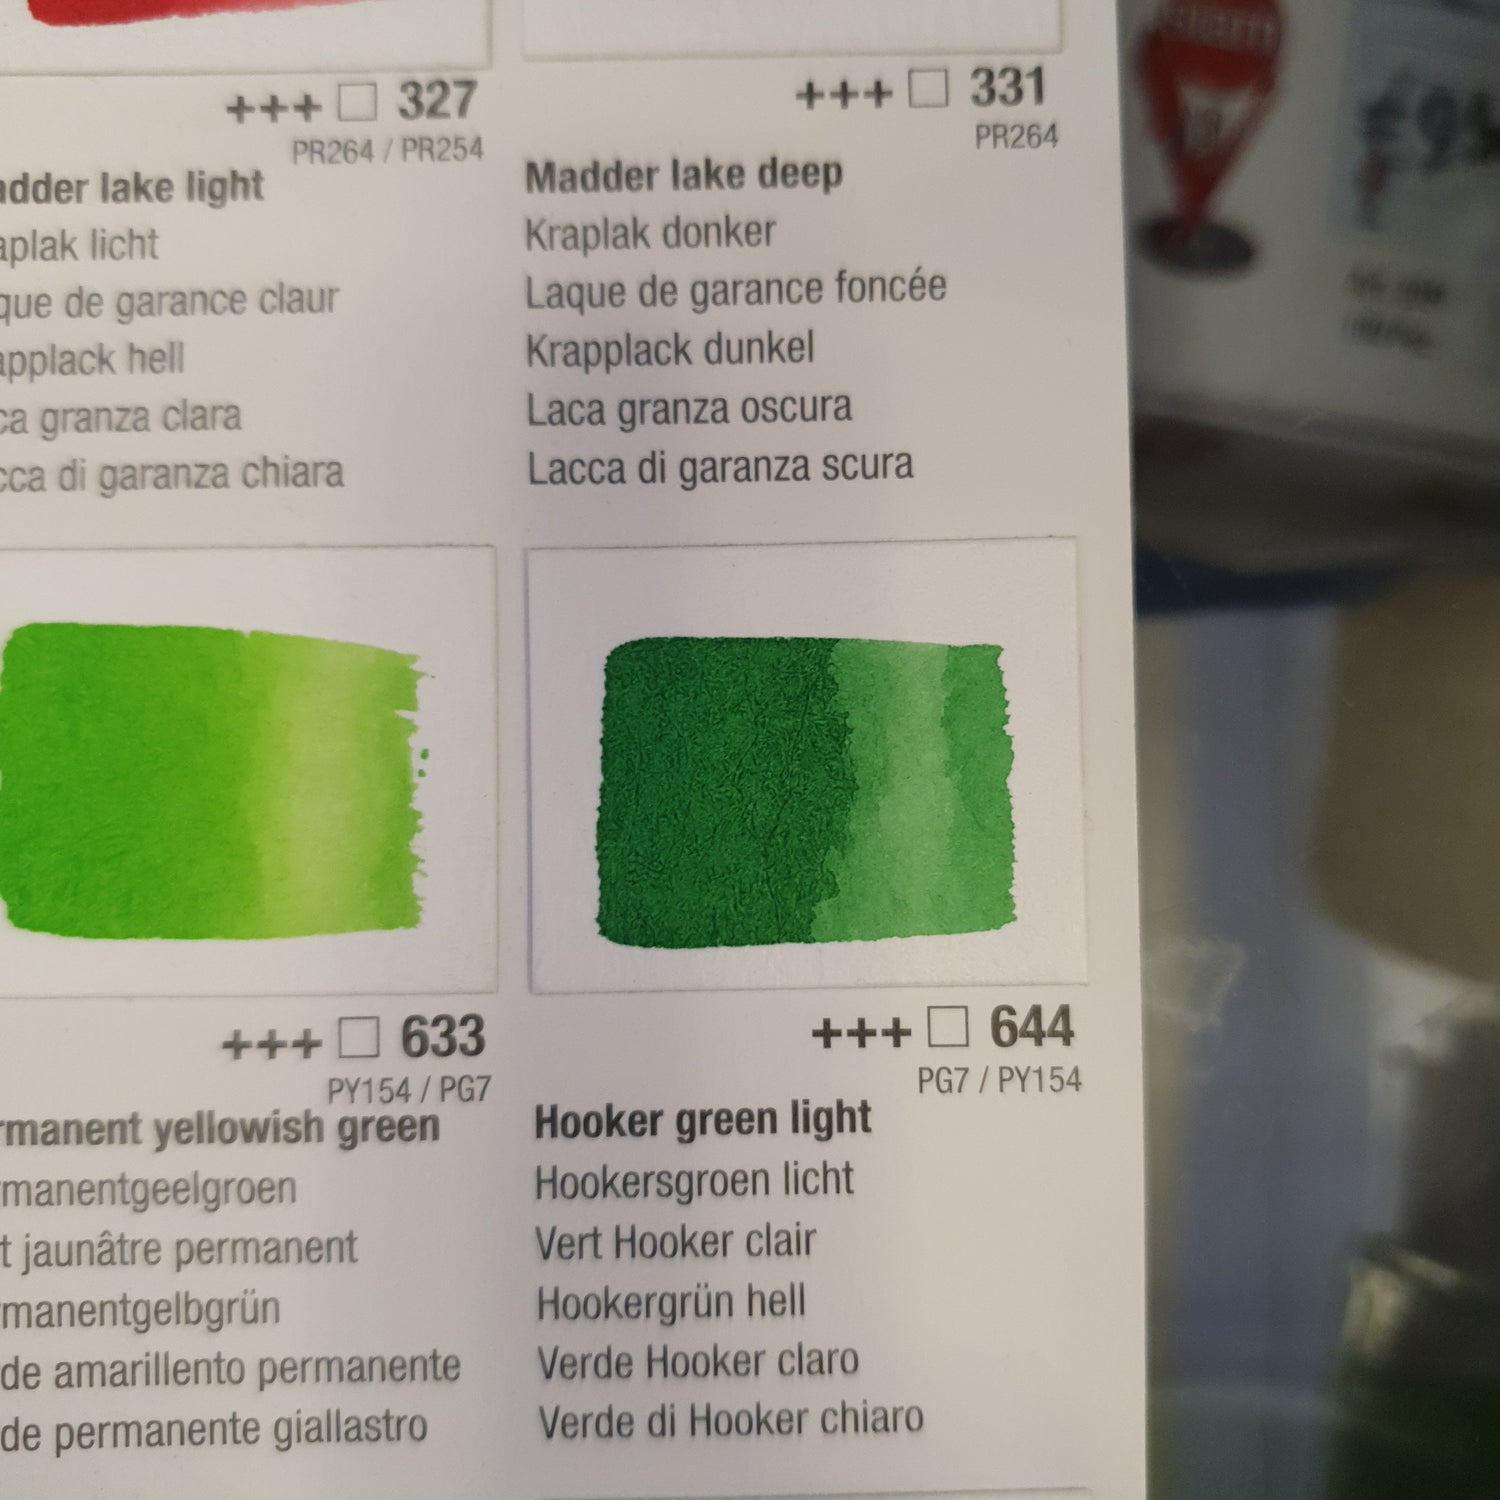 +++ □ 327
PR264 / PR254
adder lake light
aplak licht
que de garance claur
applack hell
ca granza clara
cca di garanza chiara
+++ □ 331
PR264
Madder lake deep
Kraplak donker
Laque de garance foncée
Krapplack dunkel
Laca granza oscura
Lacca di garanza scura
+++ □ 633
PY154 / PG7
rmanent yellowish green
manentgeelgroen
t jaunâtre permanent
manentgelbgrün
de amarillento permanente
de permanente giallastro
+++ □ 644
PG7 / PY154
Hooker green light
Hookersgroen licht
Vert Hooker clair
Hookergrün hell
Verde Hooker claro
Verde di Hooker chiaro